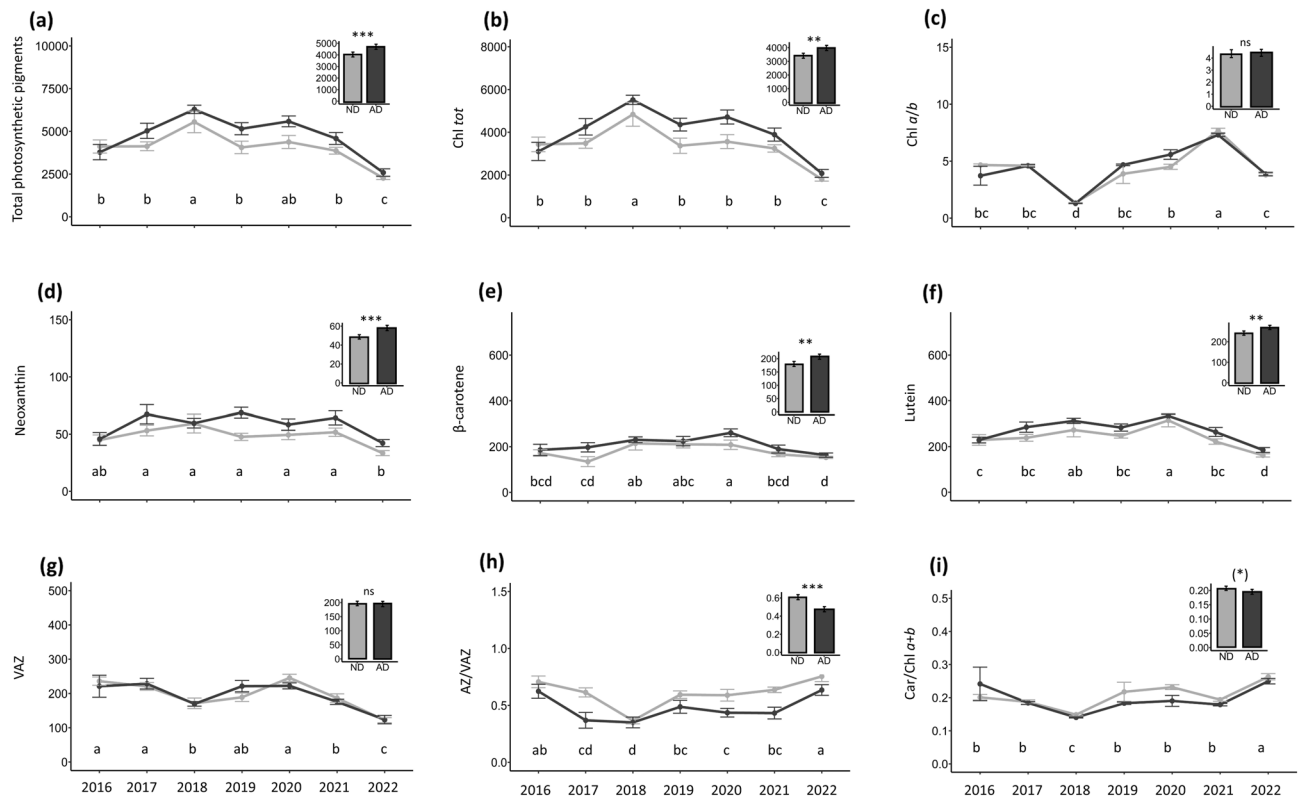 (a)
Total photosynthetic pigments
10000
7500
5000
2500
0
***
5000
4000
3000
2000
1000
0
ND AD
b b a b ab b c
(b)
Chl tot
8000
6000
4000
2000
0
**
4000
3000
2000
1000
0
ND AD
b b a b b b c
(c)
Chl a/b
15
10
5
0
ns
4
3
2
1
0
ND AD
bc bc d bc b a c
(d)
Neoxanthin
150
100
50
0
***
60
40
20
0
ND AD
ab a a a a a b
(e)
β-carotene
600
400
200
0
**
200
150
100
50
0
ND AD
bcd cd ab abc a bcd d
(f)
Lutein
600
400
200
0
**
200
100
0
ND AD
c bc ab bc a bc d
(g)
VAZ
500
400
300
200
100
0
ns
200
150
100
50
0
ND AD
a a b ab a b c
2016 2017 2018 2019 2020 2021 2022
(h)
AZ/VAZ
1.5
1.0
0.5
0.0
***
0.6
0.4
0.2
0.0
ND AD
ab cd d bc c bc a
2016 2017 2018 2019 2020 2021 2022
(i)
Car/Chl a+b
0.5
0.4
0.3
0.2
0.1
0.0
(*)
0.20
0.15
0.10
0.05
0.00
ND AD
b b c b b b a
2016 2017 2018 2019 2020 2021 2022